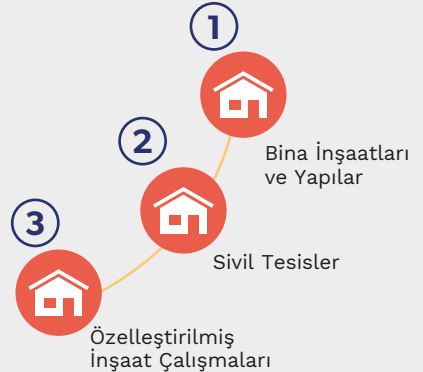 1
Bina İnşaatları
ve Yapılar
2
Sivil Tesisler
3
Özelleştirilmiş
İnşaat Çalışmaları